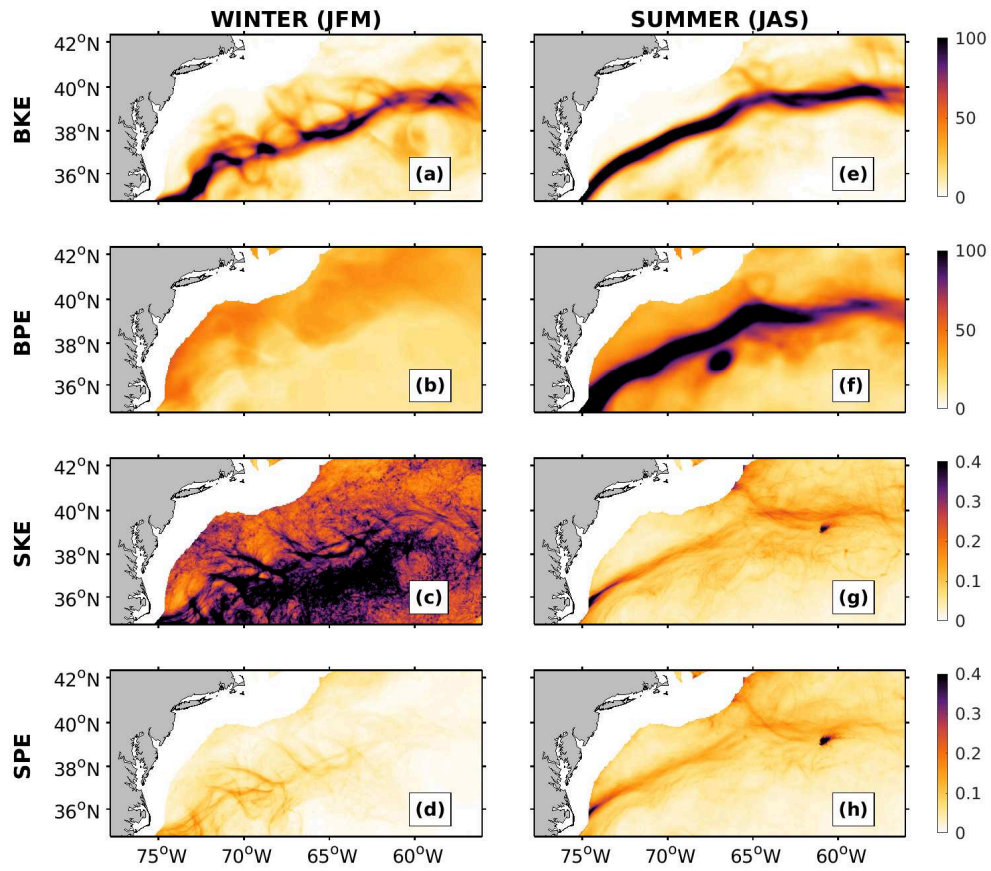 WINTER (JFM) SUMMER (JAS)
BKE
42°N
40°N
38°N
36°N
(a)
(e)
100
50
0
BPE
42°N
40°N
38°N
36°N
(b)
(f)
100
50
0
SKE
42°N
40°N
38°N
36°N
(c)
(g)
0.4
0.3
0.2
0.1
0
SPE
42°N
40°N
38°N
36°N
(d)
(h)
0.4
0.3
0.2
0.1
0
75°W 70°W 65°W 60°W 75°W 70°W 65°W 60°W